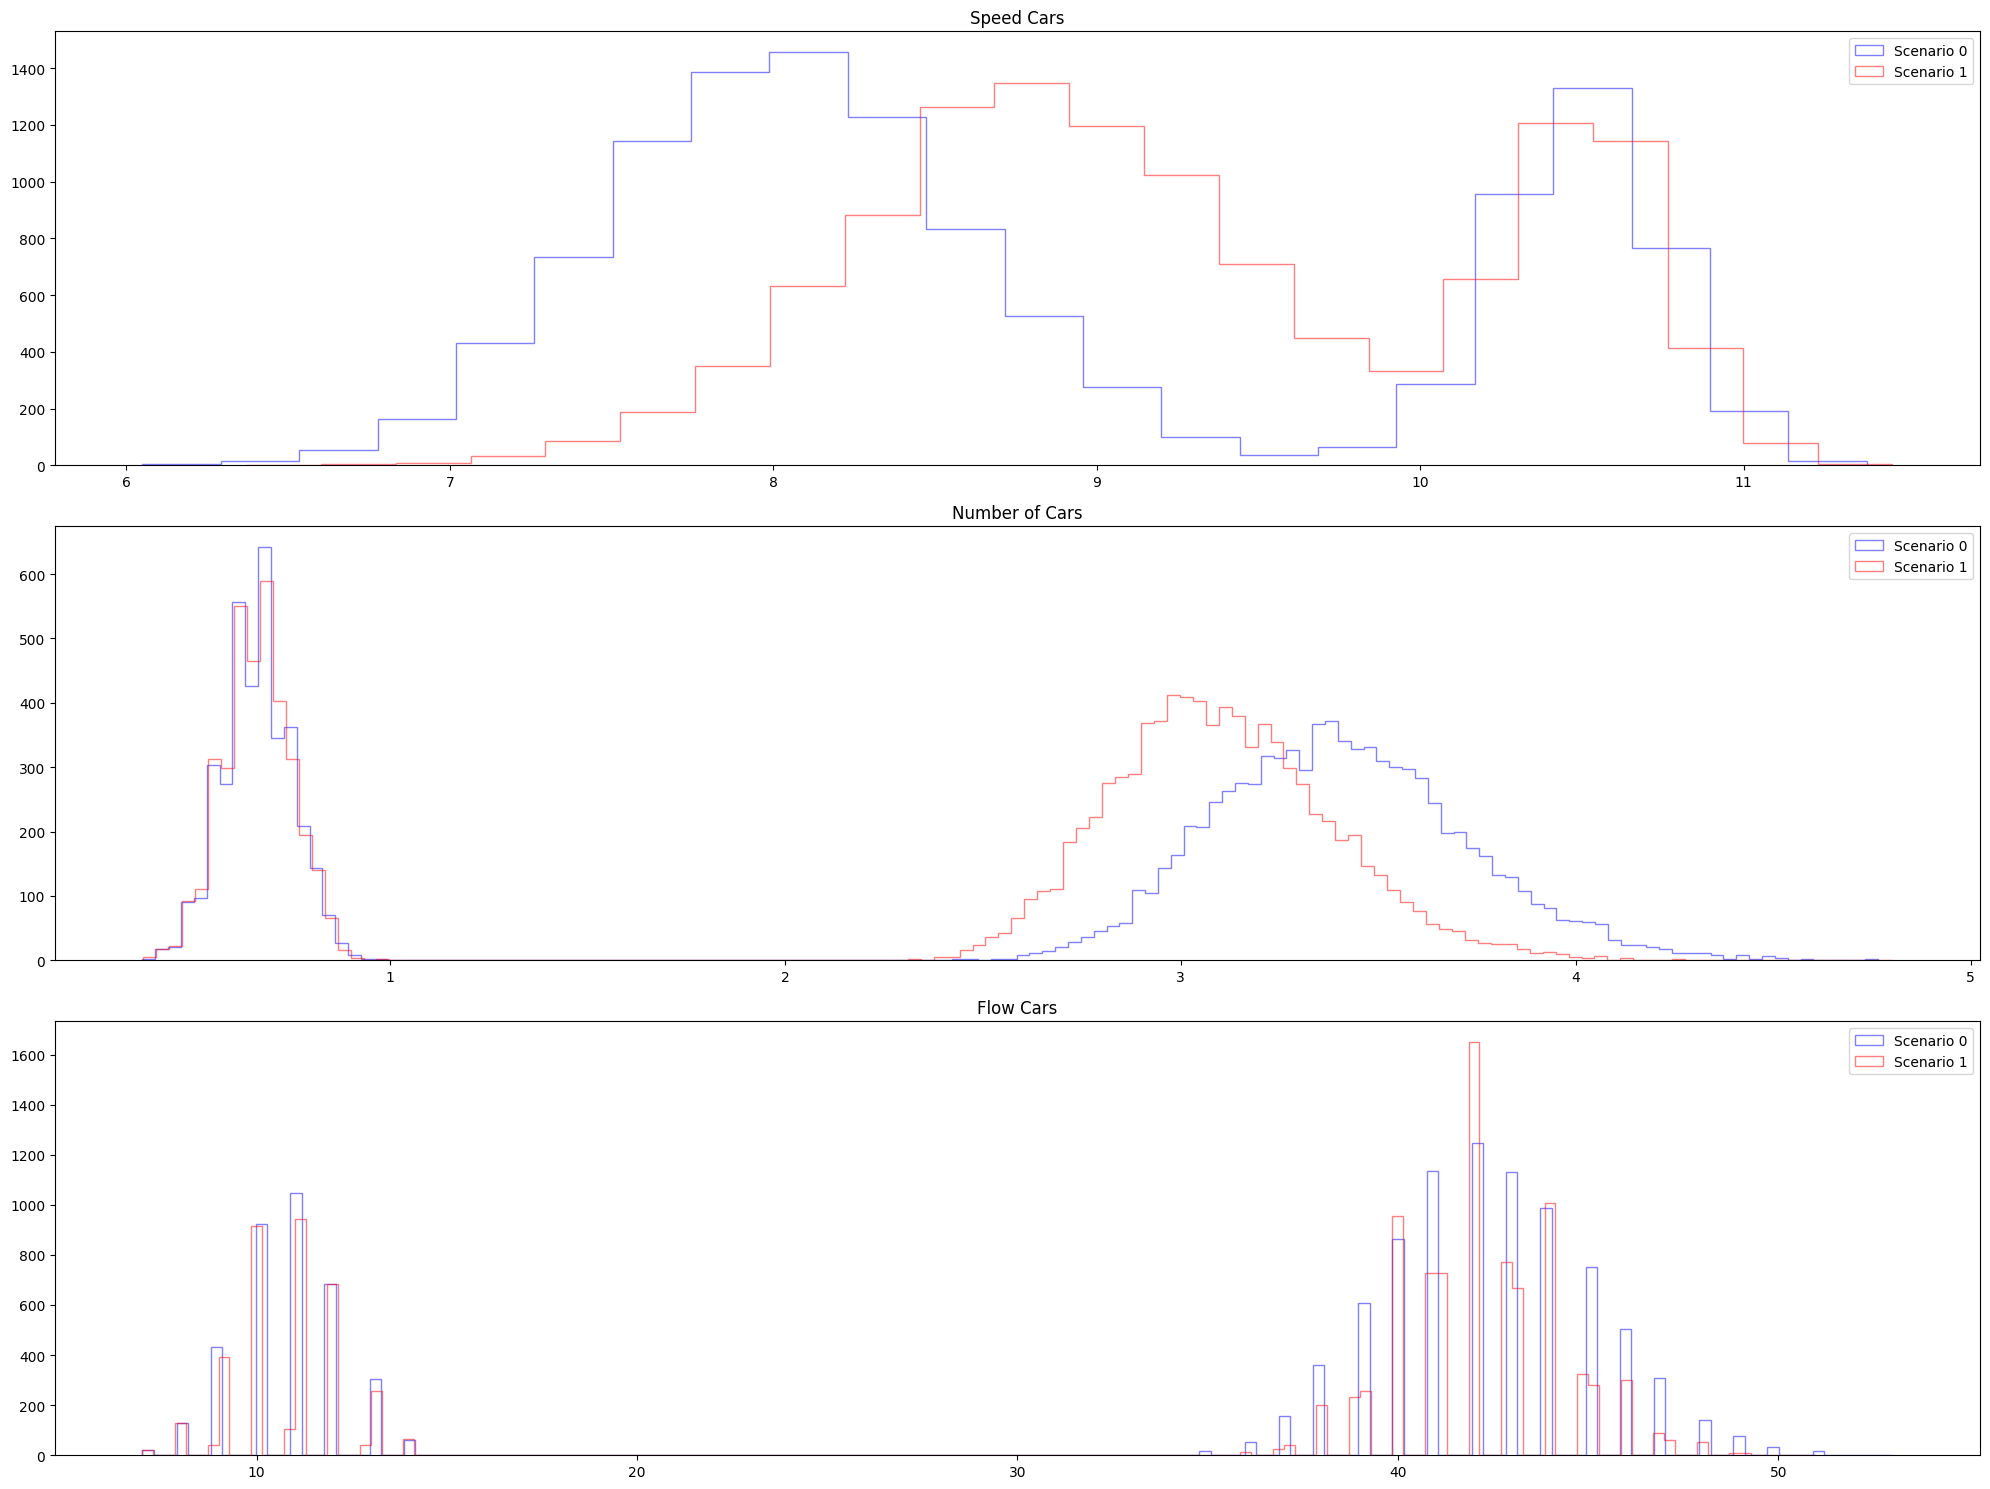 Speed Cars
1400
1200
1000
800
600
400
200
0
Scenario 0
Scenario 1
6 7 8 9 10 11
Number of Cars
600
500
400
300
200
100
0
Scenario 0
Scenario 1
1 2 3 4 5
Flow Cars
1600
1400
1200
1000
800
600
400
200
0
Scenario 0
Scenario 1
10 20 30 40 50